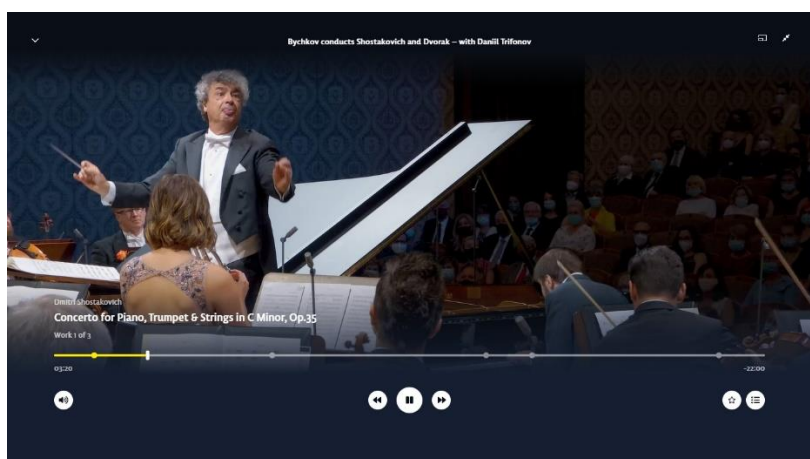 Bychkov conducts Shostakovich and Dvorak – with Daniil Trifonov
Dmitri Shostakovich
Concerto for Piano, Trumpet & Strings in C Minor, Op.35
Work 1 of 3
03:20
-22:00